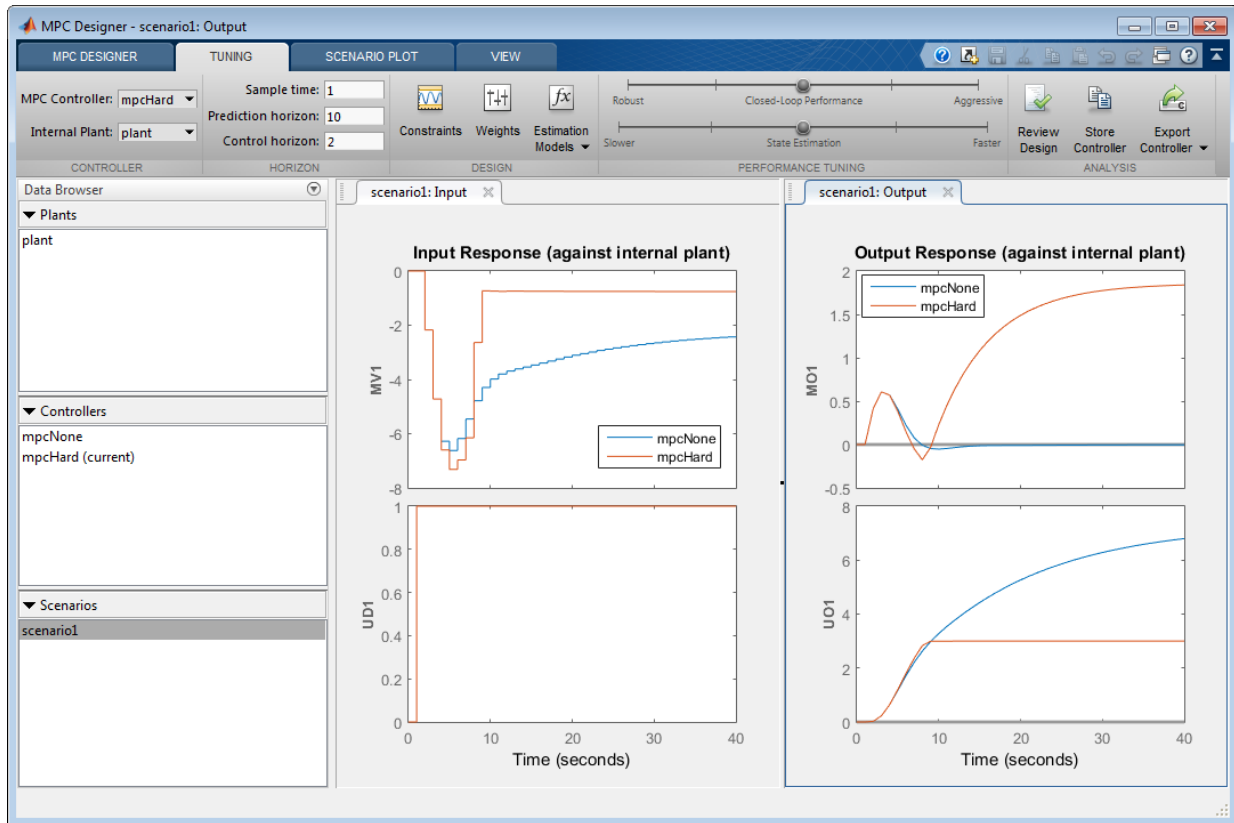 MPC Designer - scenario1: Output
MPC DESIGNER TUNING SCENARIO PLOT VIEW
MPC Controller: mpcHard
Internal Plant: plant
CONTROLLER
Sample time: 1
Prediction horizon: 10
Control horizon: 2
HORIZON
Constraints
Weights
Estimation
Models
DESIGN
Robust Closed-Loop Performance Aggressive
Slower State Estimation Faster
PERFORMANCE TUNING
Review
Design
Store
Controller
Export
Controller
ANALYSIS
Data Browser
Plants
plant
Controllers
mpcNone
mpcHard (current)
Scenarios
scenario1
scenario1: Input
Input Response (against internal plant)
0
-2
-4
-6
-8
MV1
mpcNone
mpcHard
1
0.8
0.6
0.4
0.2
0
UD1
0 10 20 30 40
Time (seconds)
scenario1: Output
Output Response (against internal plant)
2
1.5
1
0.5
0
-0.5
MO1
mpcNone
mpcHard
8
6
4
2
0
UO1
0 10 20 30 40
Time (seconds)